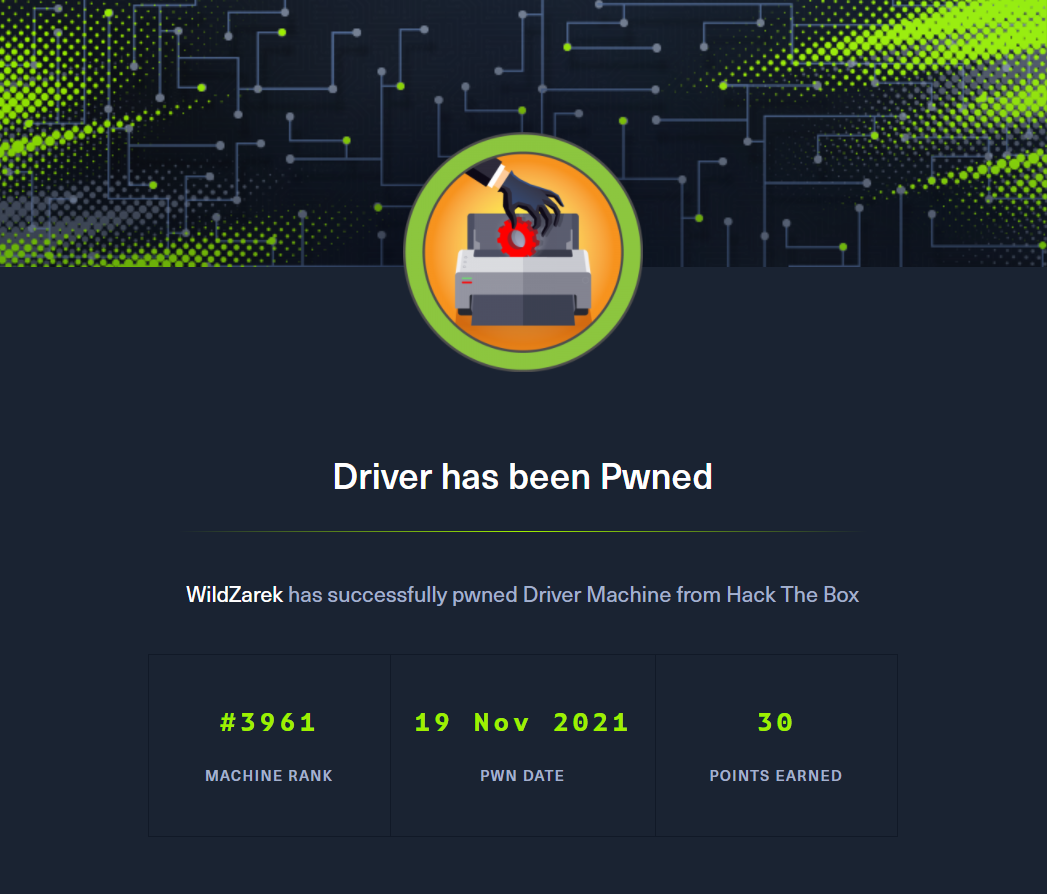 Driver has been Pwned
WildZarek has successfully pwned Driver Machine from Hack The Box
#3961
19 Nov 2021
30
MACHINE RANK
PWN DATE
POINTS EARNED